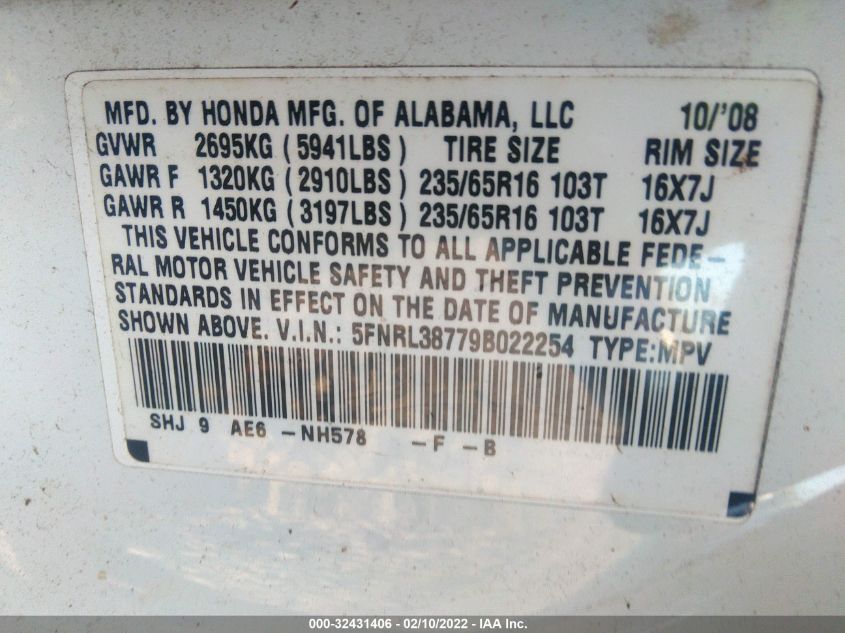 MFD. BY HONDA MFG. OF ALABAMA, LLC 10/'08
GVWR 2695KG (5941LBS) TIRE SIZE RIM SIZE
GAWR F 1320KG (2910LBS) 235/65R16 103T 16X7J
GAWR R 1450KG (3197LBS) 235/65R16 103T 16X7J
THIS VEHICLE CONFORMS TO ALL APPLICABLE FEDE-
RAL MOTOR VEHICLE SAFETY AND THEFT PREVENTION
STANDARDS IN EFFECT ON THE DATE OF MANUFACTURE
SHOWN ABOVE. V.I.N.: 5FNRL38779B022254 TYPE:MPV
SHJ 9 AE6 -NH578 -F -B
000-32431406 - 02/10/2022 - IAA Inc.